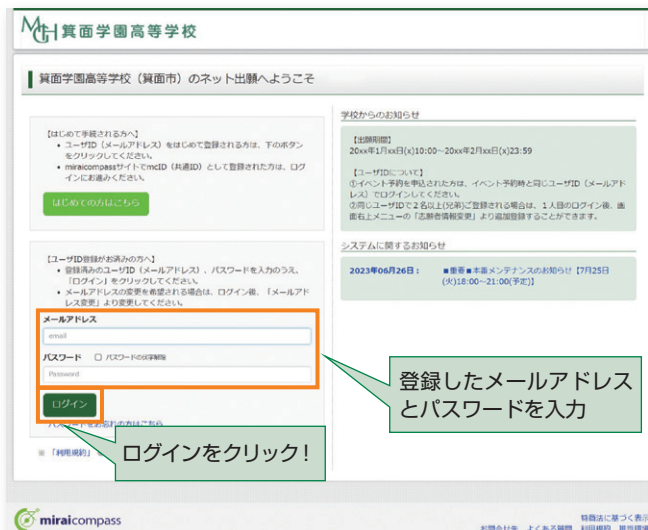 MGH 箕面学園高等学校
箕面学園高等学校（箕面市）のネット出願へようこそ
【はじめて手続される方へ】
• ユーザID（メールアドレス）をはじめて登録される方は、下のボタン
をクリックしてください。
• miraicompassサイトでmcID（共通ID）として登録された方は、ログ
インにお進みください。
はじめての方はこちら
【ユーザID登録がお済みの方へ】
• 登録済みのユーザID（メールアドレス）、パスワードを入力のうえ、
「ログイン」をクリックしてください。
• メールアドレスの変更を希望される場合は、ログイン後、「メールアド
レス変更」より変更してください。
メールアドレス
email
パスワード □ パスワードの伏字解除
Password
ログイン
パスワードをお忘れの方はこちら
「利用規約」
学校からのお知らせ
【出願期間】
20xx年1月xx日(x)10:00～20xx年2月xx日(x)23:59
【ユーザIDについて】
①イベント予約を申込された方は、イベント予約時と同じユーザID（メールアド
レス）でログインしてください。
②同じユーザIDで２名以上(兄弟)ご登録される場合は、１人目のログイン後、画
面右上メニューの「志願者情報変更」より追加登録することができます。
システムに関するお知らせ
2023年06月26日： ■重要■本番メンテナンスのお知らせ【7月25日
(火)18:00～21:00(予定)】
登録したメールアドレス
とパスワードを入力
ログインをクリック！
miraicompass
特商法に基づく表示
お問合せ先 よくある質問 利用規約 推奨環境